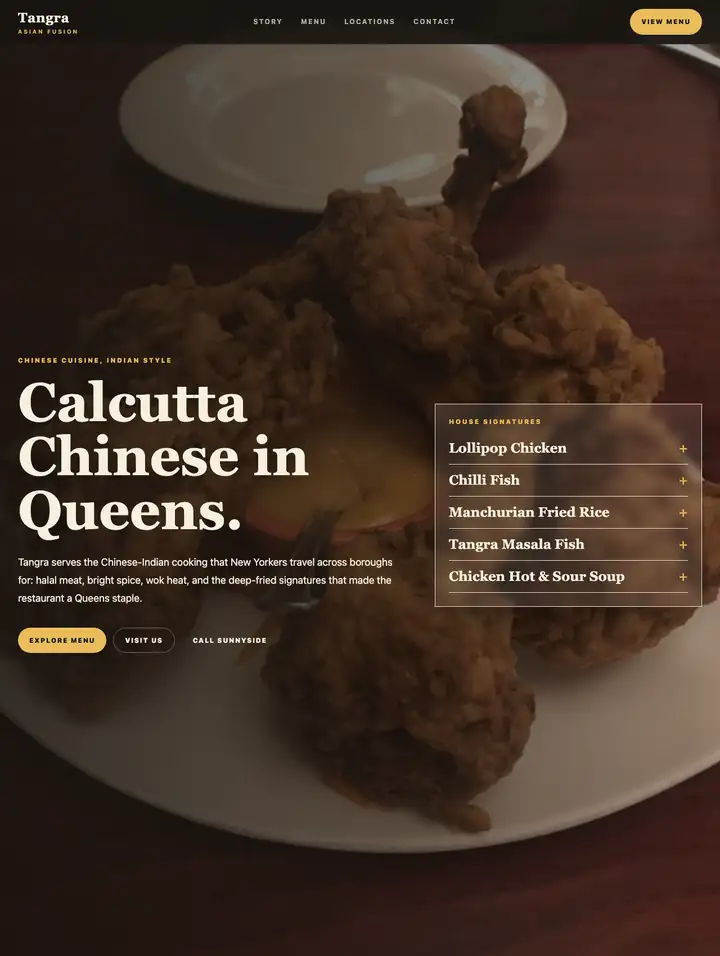 Tangra
ASIAN FUSION
STORY
MENU
LOCATIONS
CONTACT
VIEW MENU
CHINESE CUISINE, INDIAN STYLE
Calcutta
Chinese in
Queens.
Tangra serves the Chinese-Indian cooking that New Yorkers travel across boroughs
for: halal meat, bright spice, wok heat, and the deep-fried signatures that made the
restaurant a Queens staple.
EXPLORE MENU
VISIT US
CALL SUNNYSIDE
HOUSE SIGNATURES
Lollipop Chicken +
Chilli Fish +
Manchurian Fried Rice +
Tangra Masala Fish +
Chicken Hot & Sour Soup +